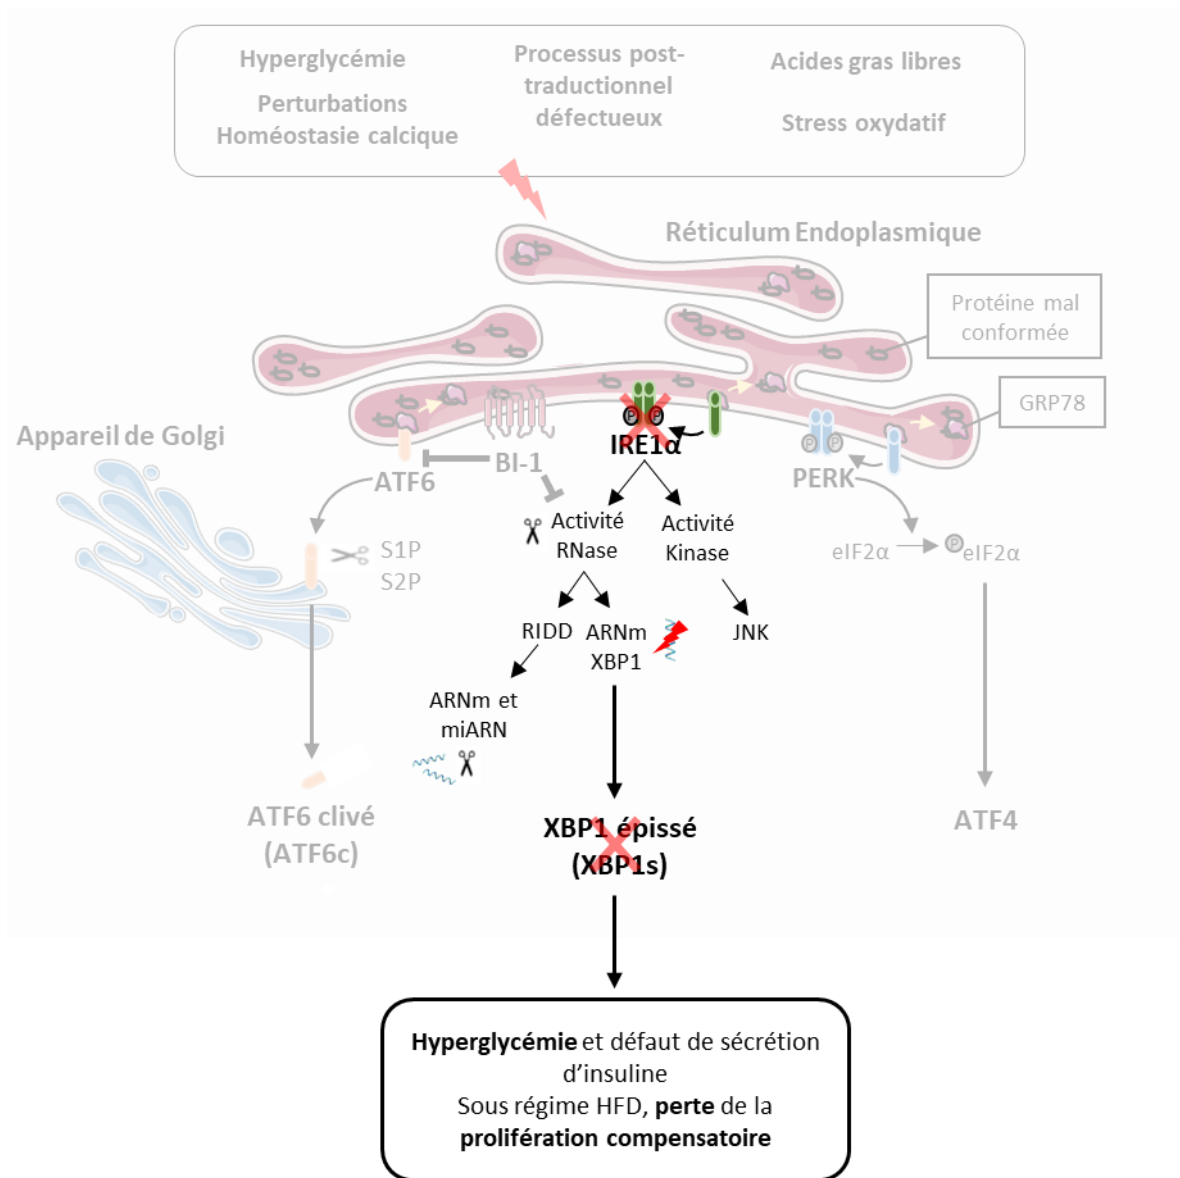 Hyperglycémie
Perturbations
Homéostasie calcique
Processus post-
traductionnel
défectueux
Acides gras libres
Stress oxydatif
Réticulum Endoplasmique
Protéine mal
conformée
GRP78
Appareil de Golgi
P P
IRE1α
BI-1
ATF6
P P
PERK
S1P
S2P
Activité
RNase
Activité
Kinase
eIF2α
P eIF2α
RIDD
ARNm
XBP1
JNK
ARNm et
miARN
ATF6 clivé
(ATF6c)
XBP1 épissé
(XBP1s)
ATF4
Hyperglycémie et défaut de sécrétion
d’insuline
Sous régime HFD, perte de la
prolifération compensatoire